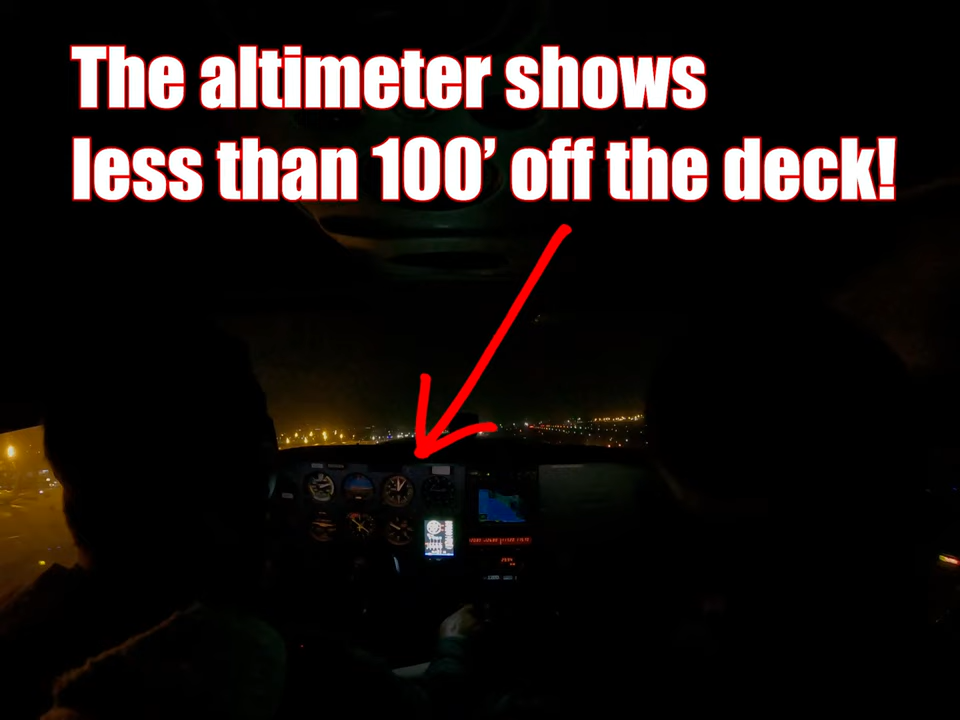 The altimeter shows
less than 100’ off the deck!